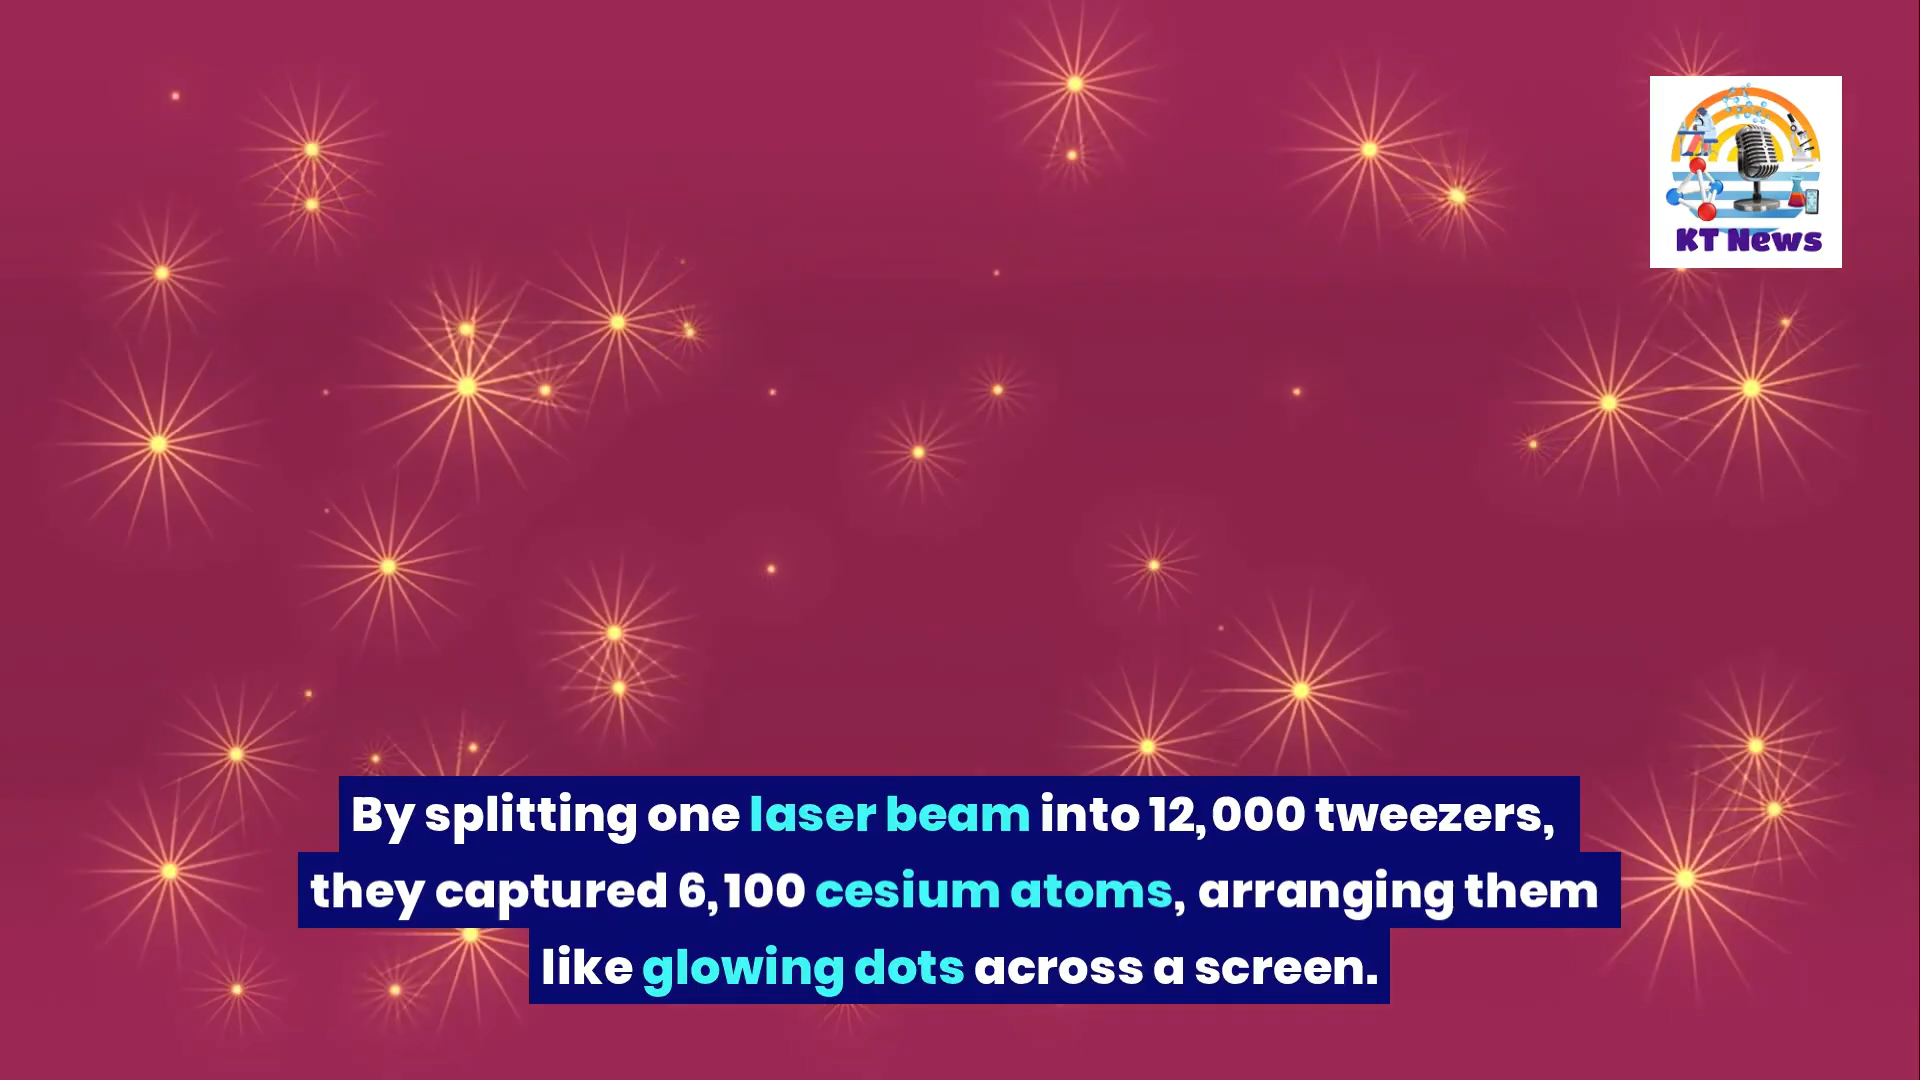 KT News
By splitting one laser beam into 12,000 tweezers,
they captured 6,100 cesium atoms, arranging them
like glowing dots across a screen.